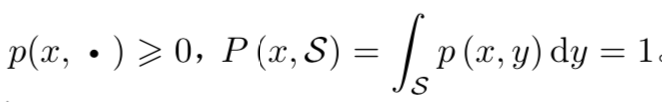 p(x, •) ⩾ 0, P(x, 𝒮) = ∫_𝒮 p(x, y) dy = 1.